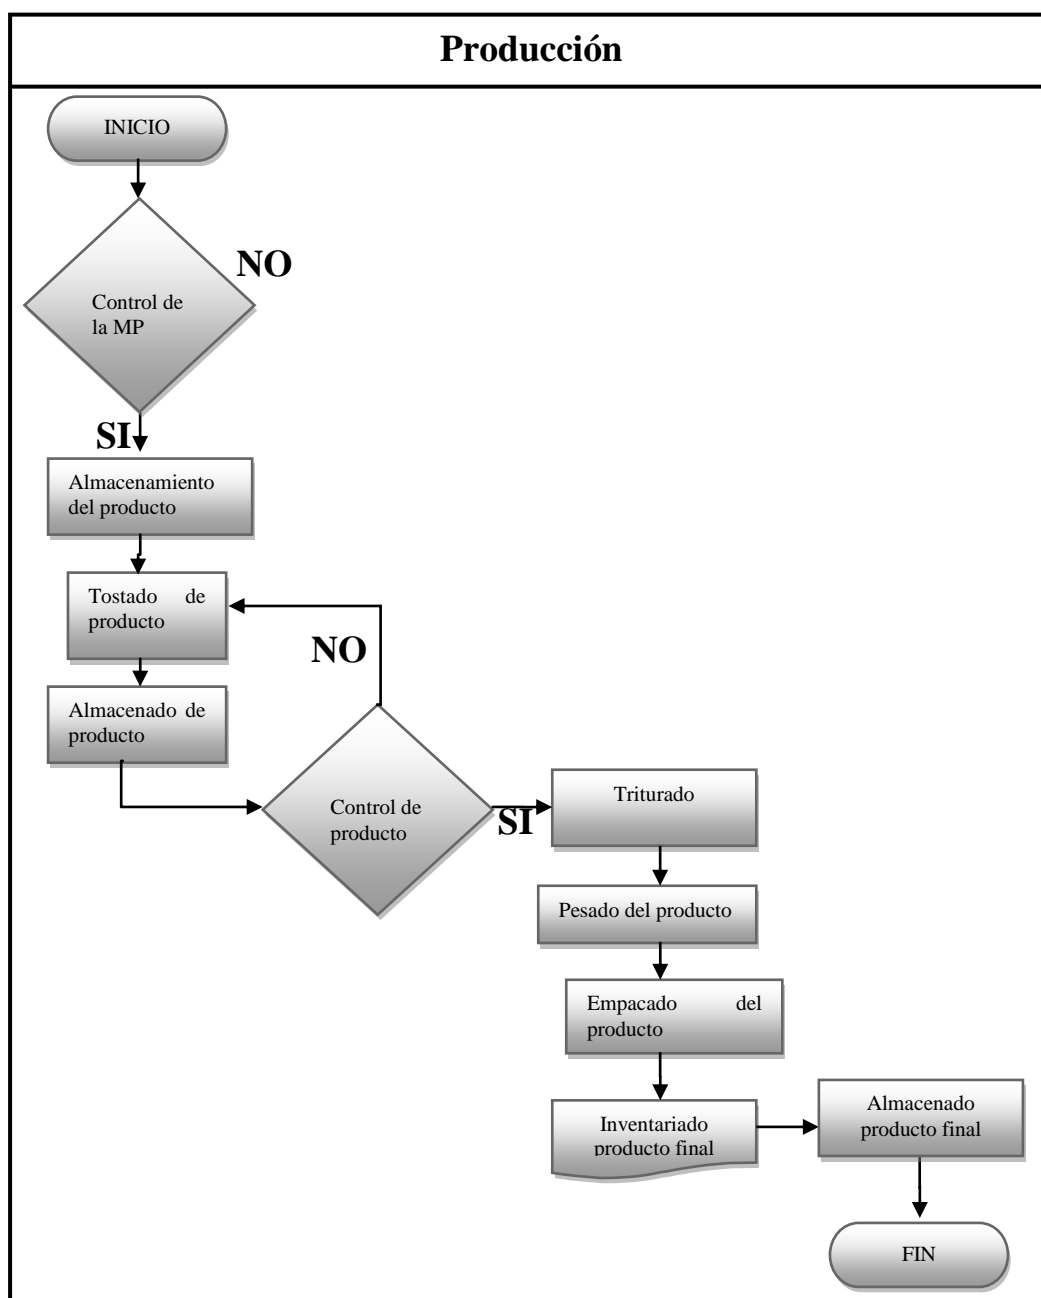 Producción
INICIO
NO
Control de
la MP
SI
Almacenamiento
del producto
Tostado de
producto
NO
Almacenado de
producto
Control de
producto
SI
Triturado
Pesado del producto
Empacado del
producto
Inventariado
producto final
Almacenado
producto final
FIN